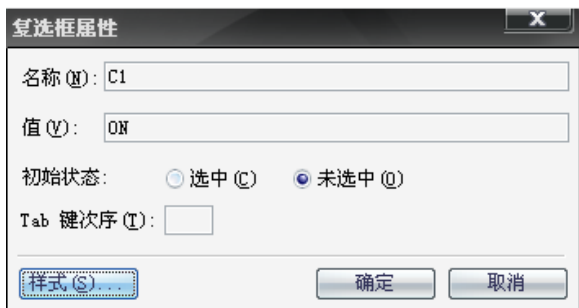 复选框属性
名称(N): C1
值(V): ON
初始状态: 选中(C) 未选中(O)
Tab 键次序(T):
样式(S)... 确定 取消